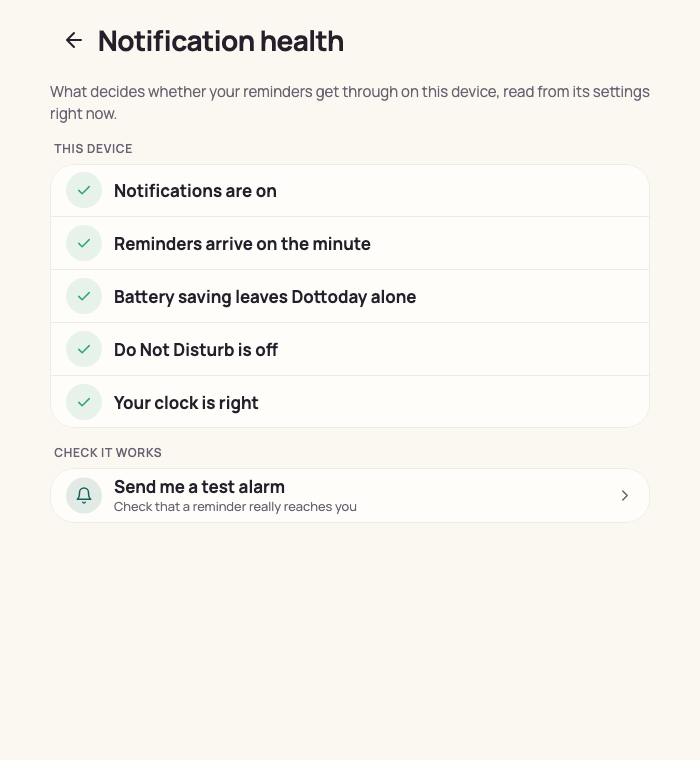 Notification health
What decides whether your reminders get through on this device, read from its settings
right now.
THIS DEVICE
Notifications are on
Reminders arrive on the minute
Battery saving leaves Dottoday alone
Do Not Disturb is off
Your clock is right
CHECK IT WORKS
Send me a test alarm
Check that a reminder really reaches you